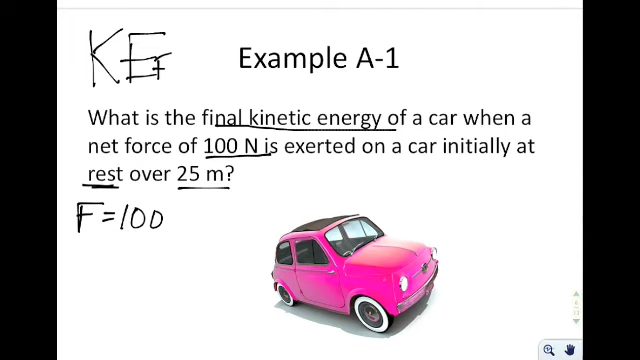 KEF
Example A-1
What is the final kinetic energy of a car when a
net force of 100 N is exerted on a car initially at
rest over 25 m?
F=100